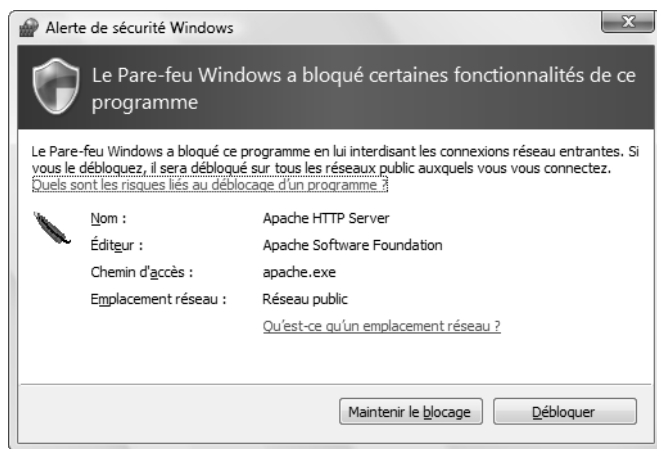 Alerte de sécurité Windows
Le Pare-feu Windows a bloqué certaines fonctionnalités de ce
programme
Le Pare-feu Windows a bloqué ce programme en lui interdisant les connexions réseau entrantes. Si
vous le débloquez, il sera débloqué sur tous les réseaux public auxquels vous vous connectez.
Quels sont les risques liés au déblocage d'un programme ?
Nom : Apache HTTP Server
Éditeur : Apache Software Foundation
Chemin d'accès : apache.exe
Emplacement réseau : Réseau public
Qu'est-ce qu'un emplacement réseau ?
Maintenir le blocage Débloquer